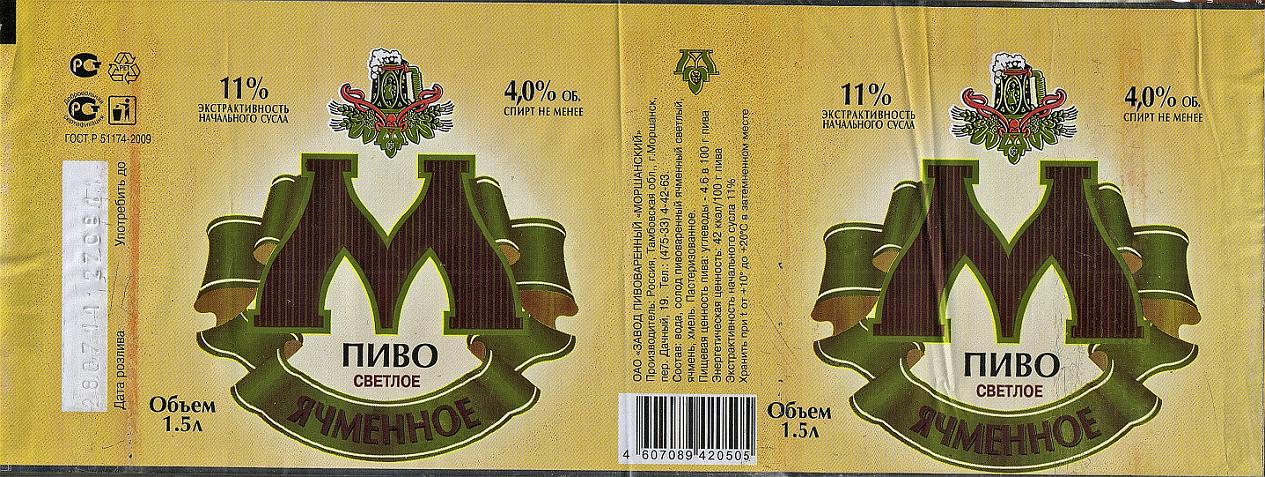 РСТ
PET
Добровольная
РСТ
сертификация
ГОСТ Р 51174-2009
Употребить до
Дата розлива
11%
ЭКСТРАКТИВНОСТЬ
НАЧАЛЬНОГО СУСЛА
4,0% ОБ.
СПИРТ НЕ МЕНЕЕ
М
ПИВО
СВЕТЛОЕ
ЯЧМЕННОЕ
Объем
1.5л
ОАО «ЗАВОД ПИВОВАРЕННЫЙ «МОРШАНСКИЙ»
Производитель: Россия, Тамбовская обл., г.Моршанск,
пер. Дачный, 19. Тел.: (475-33) 4-42-63.
Состав: вода, солод пивоваренный ячменный светлый,
ячмень, хмель. Пастеризованное.
Пищевая ценность пива: углеводы - 4.6 в 100 г пива
Энергетическая ценность: 42 ккал/100 г пива
Экстрактивность начального сусла 11%
Хранить при t от +10° до +20°С в затемненном месте
4 607089 420505
11%
ЭКСТРАКТИВНОСТЬ
НАЧАЛЬНОГО СУСЛА
4,0% ОБ.
СПИРТ НЕ МЕНЕЕ
М
ПИВО
СВЕТЛОЕ
ЯЧМЕННОЕ
Объем
1.5л